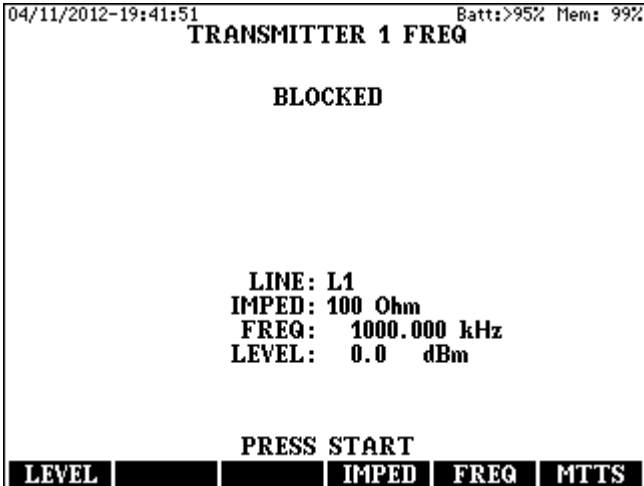 04/11/2012-19:41:51 Batt:>95% Mem: 99%
TRANSMITTER 1 FREQ
BLOCKED
LINE: L1
IMPED: 100 Ohm
FREQ: 1000.000 kHz
LEVEL: 0.0 dBm
PRESS START
LEVEL IMPED FREQ MTTS